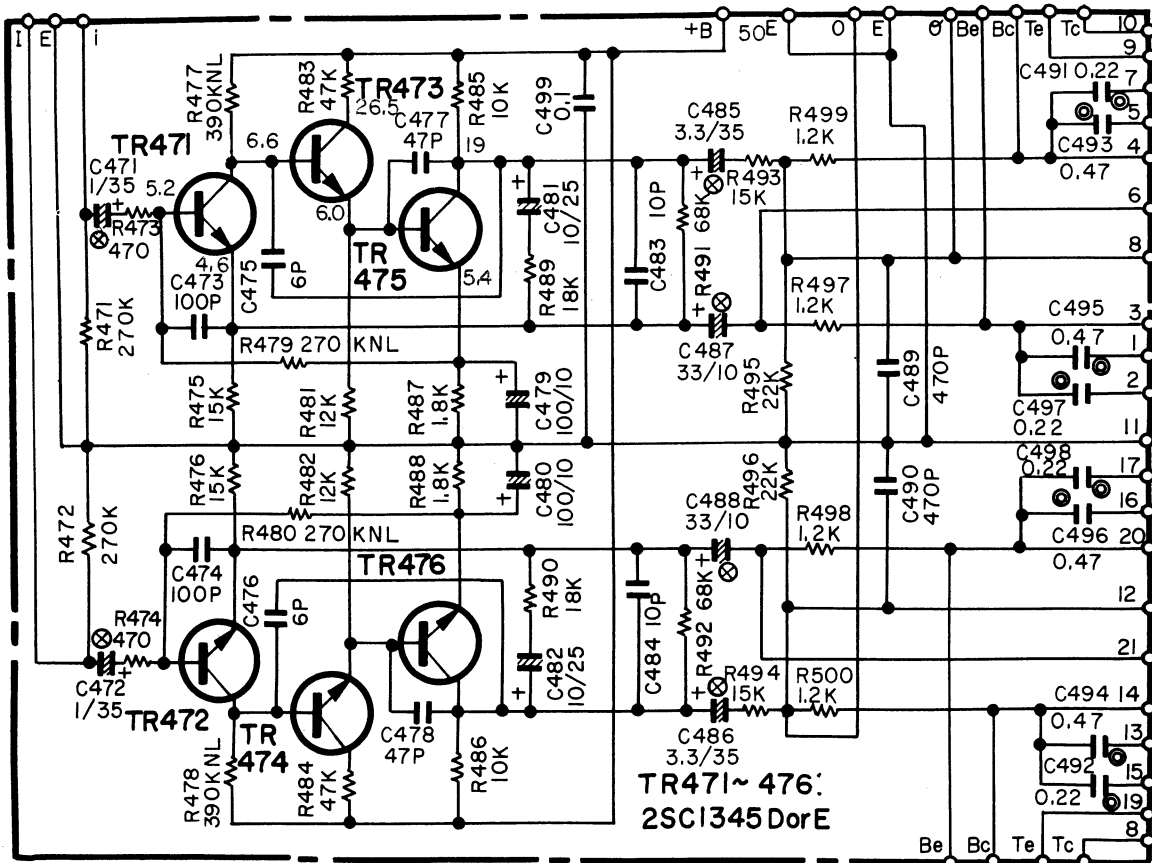 I E i +B 50E O E O Be Bc Te Tc 10
9
R477
390KNL
R483
47K
TR473
26.5
R485
10K
C499
0.1
C485
3.3/35
R499
1.2K
C491 0.22 7
5
C493 4
0.47
TR471
6.6
C477
47P
19
C471
1/35
5.2
R473
470
6.0
C481
10/25
10P
C483
R491 68K
R493
15K
6
8
4.6
C473
100P
C475
6P
TR
475
5.4
R489
18K
R497
1.2K
R471
270K
R479 270 KNL
C487
33/10
C495 3
0.47 1
2
C497
0.22
R475
15K
R481
12K
R487
1.8K
C479
100/10
R495
22K
C489
470P
11
R476
15K
R482
12K
R488
1.8K
C480
100/10
R496
22K
C490
470P
C498
0.22 17
16
C496 20
0.47
R472
270K
R480 270 KNL
C488
33/10
R498
1.2K
C474
100P
C476
6P
TR476
R490
18K
10P
C484
R492 68K
12
R474
470
C482
10/25
21
C472
1/35
TR472
TR
474
C478
47P
R494
15K
R500
1.2K
C494 14
0.47
13
C492
15
0.22
19
8
R478
390KNL
R484
47K
R486
10K
C486
3.3/35
TR471~476:
2SC1345 DorE
Be Bc Te Tc